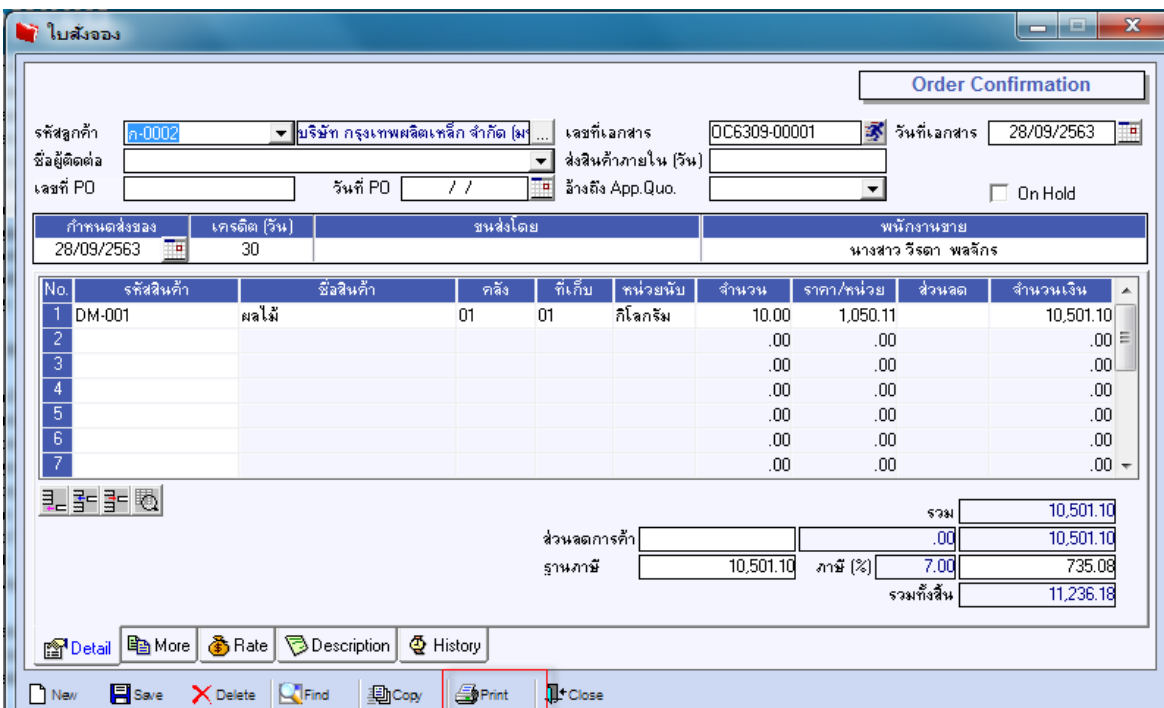 ใบสั่งจอง
Order Confirmation
รหัสลูกค้า ก-0002 บริษัท กรุงเทพผลิตเหล็ก จำกัด (มห ... เลขที่เอกสาร OC6309-00001 วันที่เอกสาร 28/09/2563
ชื่อผู้ติดต่อ ส่งสินค้าภายใน (วัน)
เลขที่ PO วันที่ PO / / อ้างถึง App.Quo. On Hold
กำหนดส่งของ เครดิต (วัน) ขนส่งโดย พนักงานขาย
28/09/2563 30 นางสาว วีรดา พลจักร
No. รหัสสินค้า ชื่อสินค้า คลัง ที่เก็บ หน่วยนับ จำนวน ราคา/หน่วย ส่วนลด จำนวนเงิน
1 DM-001 ผลไม้ 01 01 กิโลกรัม 10.00 1,050.11 10,501.10
2 .00 .00 .00
3 .00 .00 .00
4 .00 .00 .00
5 .00 .00 .00
6 .00 .00 .00
7 .00 .00 .00
รวม 10,501.10
ส่วนลดการค้า .00 10,501.10
ฐานภาษี 10,501.10 ภาษี (%) 7.00 735.08
รวมทั้งสิ้น 11,236.18
Detail More Rate Description History
New Save Delete Find Copy Print Close